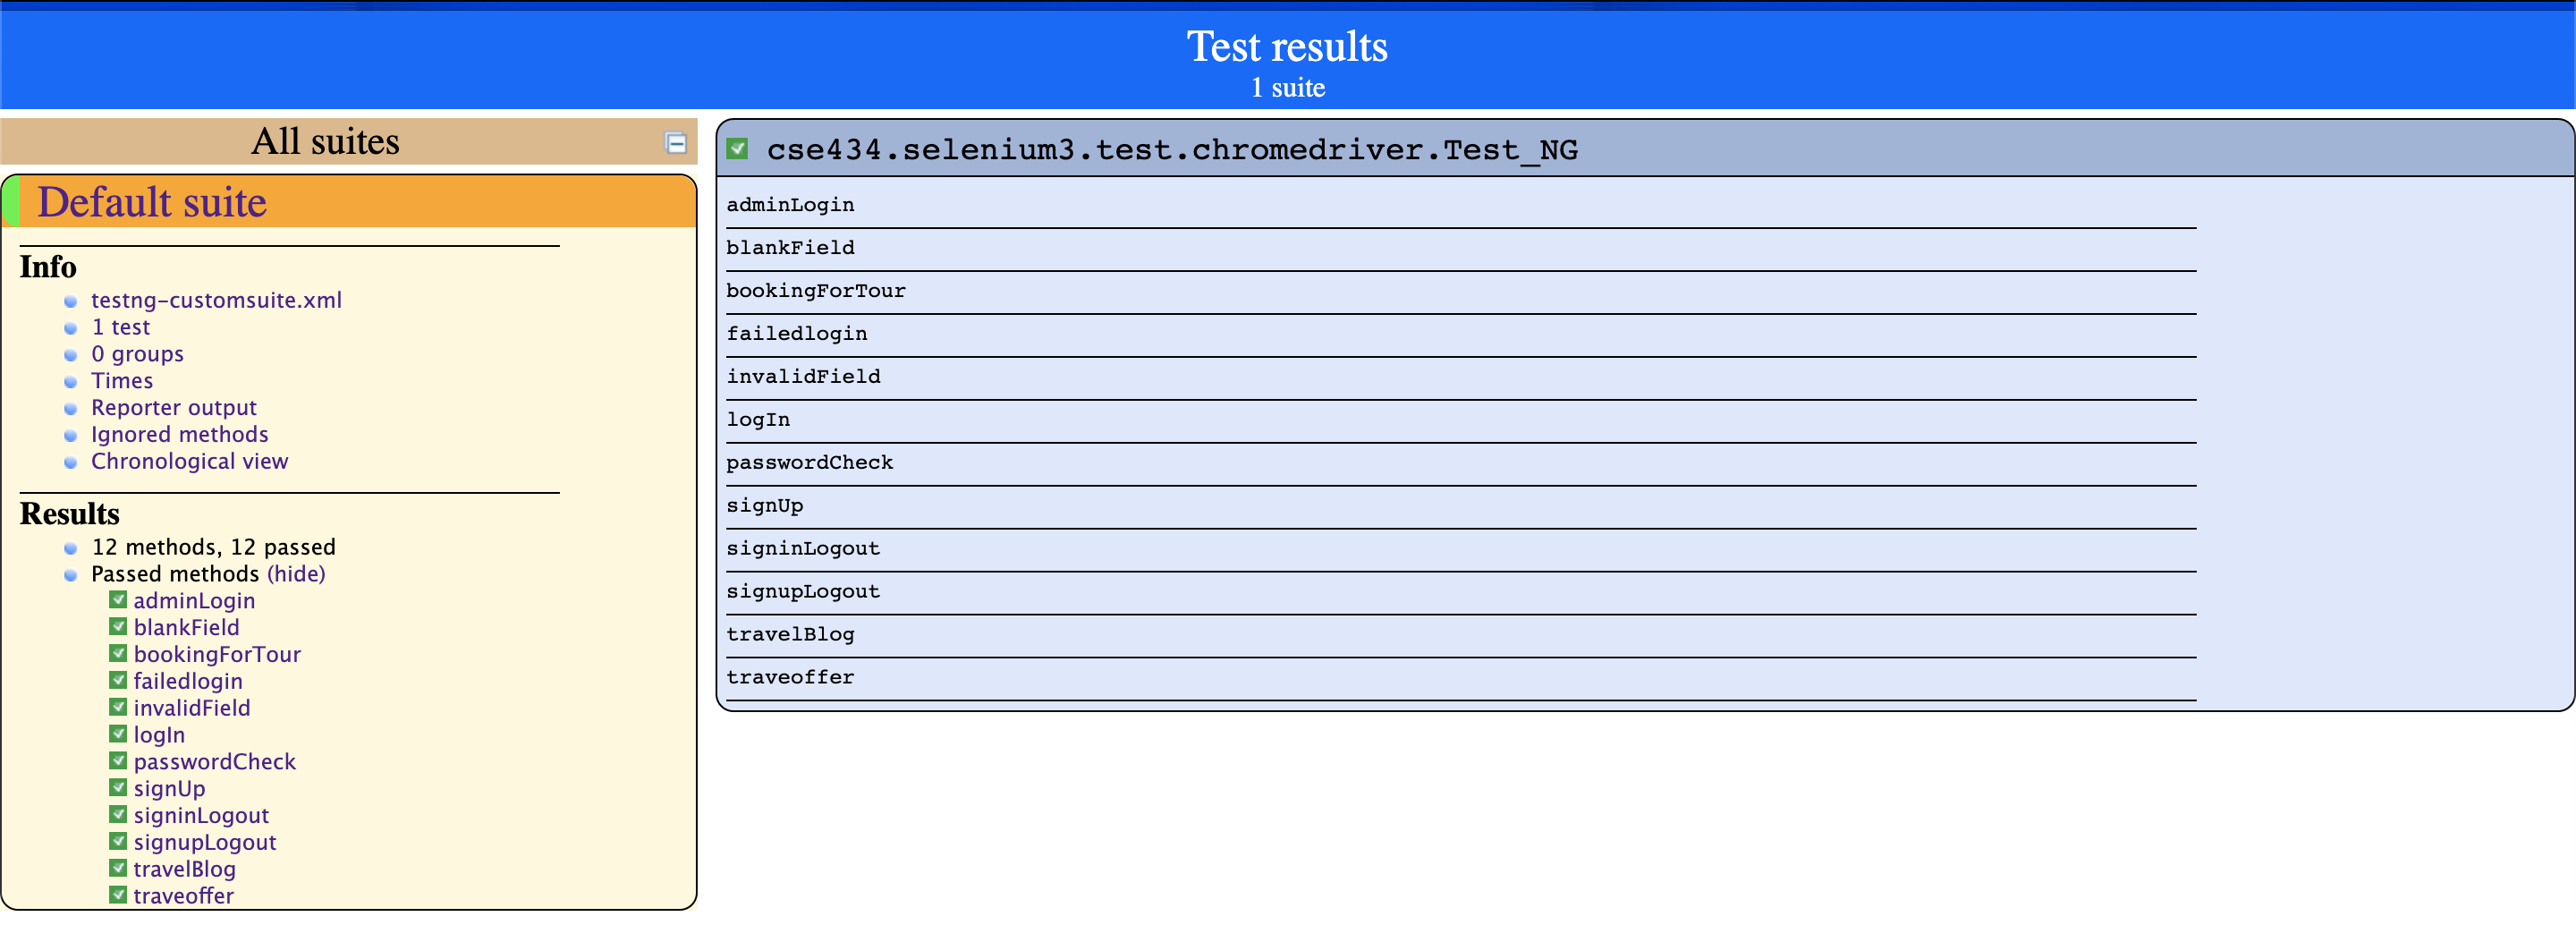 Test results
1 suite
All suites
Default suite
Info
testng-customsuite.xml
1 test
0 groups
Times
Reporter output
Ignored methods
Chronological view
Results
12 methods, 12 passed
Passed methods (hide)
adminLogin
blankField
bookingForTour
failedlogin
invalidField
logIn
passwordCheck
signUp
signinLogout
signupLogout
travelBlog
traveoffer
cse434.selenium3.test.chromedriver.Test_NG
adminLogin
blankField
bookingForTour
failedlogin
invalidField
logIn
passwordCheck
signUp
signinLogout
signupLogout
travelBlog
traveoffer